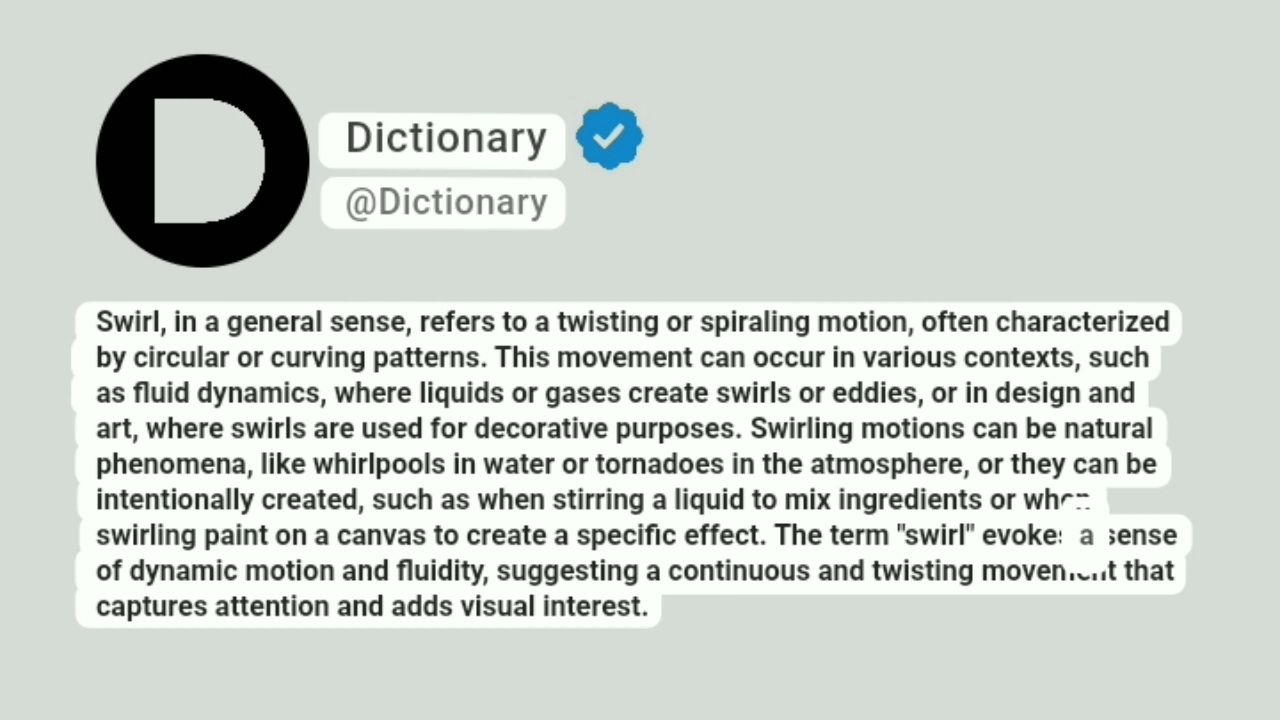 D
Dictionary
@Dictionary
Swirl, in a general sense, refers to a twisting or spiraling motion, often characterized
by circular or curving patterns. This movement can occur in various contexts, such
as fluid dynamics, where liquids or gases create swirls or eddies, or in design and
art, where swirls are used for decorative purposes. Swirling motions can be natural
phenomena, like whirlpools in water or tornadoes in the atmosphere, or they can be
intentionally created, such as when stirring a liquid to mix ingredients or when
swirling paint on a canvas to create a specific effect. The term "swirl" evokes a sense
of dynamic motion and fluidity, suggesting a continuous and twisting movement that
captures attention and adds visual interest.